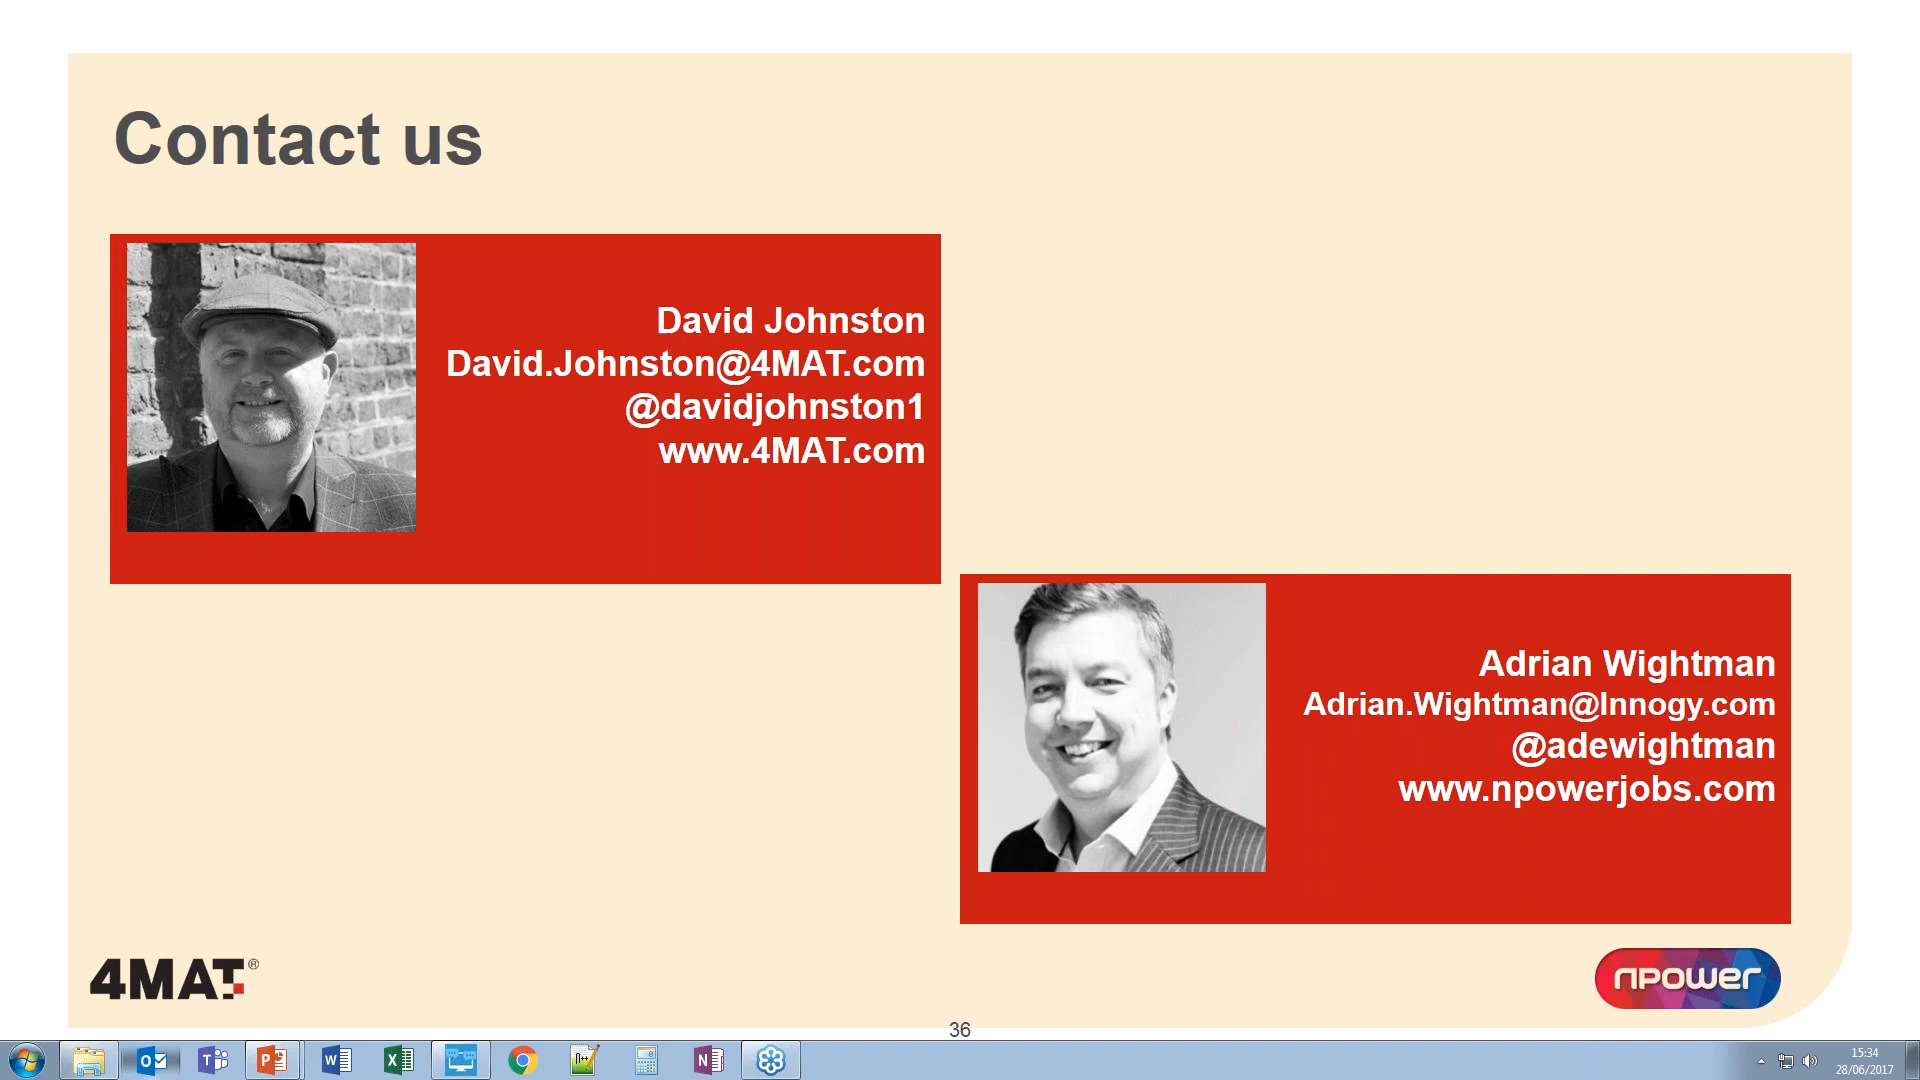 Contact us
David Johnston
David.Johnston@4MAT.com
@davidjohnston1
www.4MAT.com
Adrian Wightman
Adrian.Wightman@Innogy.com
@adewightman
www.npowerjobs.com
4MAT®
npower
36
15:34
28/06/2017